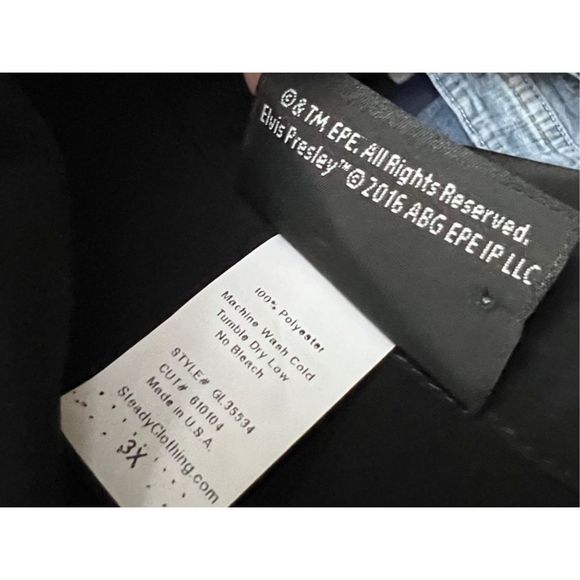 ©&TM EPE. All Rights Reserved.
Elvis Presley™© 2016 ABG EPE IP LLC
100% Polyester
Machine Wash Cold
Tumble Dry Low
No Bleach
STYLE# GL35534
CUT# 610104
Made in U.S.A.
SteadyClothing.com
3X